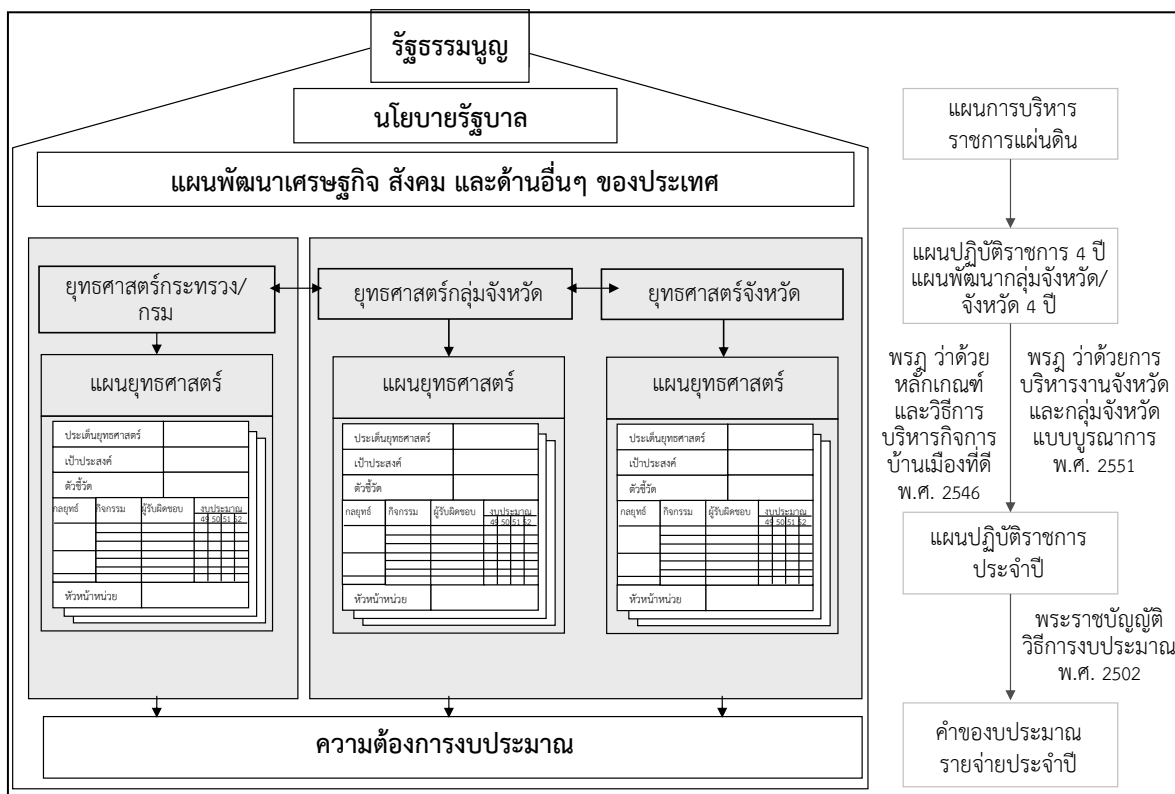 รัฐธรรมนูญ
นโยบายรัฐบาล
แผนพัฒนาเศรษฐกิจ สังคม และด้านอื่นๆ ของประเทศ
ยุทธศาสตร์กระทรวง/
กรม
ยุทธศาสตร์กลุ่มจังหวัด
ยุทธศาสตร์จังหวัด
แผนยุทธศาสตร์
ประเด็นยุทธศาสตร์
เป้าประสงค์
ตัวชี้วัด
กลยุทธ์ กิจกรรม ผู้รับผิดชอบ งบประมาณ
49 50 51 52
หัวหน้าหน่วย
แผนยุทธศาสตร์
ประเด็นยุทธศาสตร์
เป้าประสงค์
ตัวชี้วัด
กลยุทธ์ กิจกรรม ผู้รับผิดชอบ งบประมาณ
49 50 51 52
หัวหน้าหน่วย
แผนยุทธศาสตร์
ประเด็นยุทธศาสตร์
เป้าประสงค์
ตัวชี้วัด
กลยุทธ์ กิจกรรม ผู้รับผิดชอบ งบประมาณ
49 50 51 52
หัวหน้าหน่วย
ความต้องการงบประมาณ
แผนการบริหาร
ราชการแผ่นดิน
แผนปฏิบัติราชการ 4 ปี
แผนพัฒนากลุ่มจังหวัด/
จังหวัด 4 ปี
พรฎ ว่าด้วย
หลักเกณฑ์
และวิธีการ
บริหารกิจการ
บ้านเมืองที่ดี
พ.ศ. 2546
พรฎ ว่าด้วยการ
บริหารงานจังหวัด
และกลุ่มจังหวัด
แบบบูรณาการ
พ.ศ. 2551
แผนปฏิบัติราชการ
ประจำปี
พระราชบัญญัติ
วิธีการงบประมาณ
พ.ศ. 2502
คำของบประมาณ
รายจ่ายประจำปี